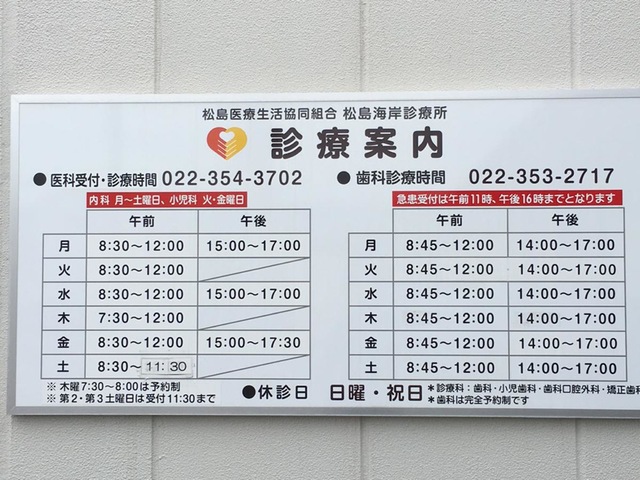 松島医療生活協同組合 松島海岸診療所
診療案内
●医科受付・診療時間 022-354-3702
内科 月～土曜日、小児科 火・金曜日
午前 午後
月 8:30～12:00 15:00～17:00
火 8:30～12:00
水 8:30～12:00 15:00～17:00
木 7:30～12:00
金 8:30～12:00 15:00～17:30
土 8:30～11:30
※ 木曜7:30～8:00は予約制
※ 第2・第3土曜日は受付11:30まで
●歯科診療時間 022-353-2717
急患受付は午前11時、午後16時までとなります
午前 午後
月 8:45～12:00 14:00～17:00
火 8:45～12:00 14:00～17:00
水 8:45～12:00 14:00～17:00
木 8:45～12:00 14:00～17:00
金 8:45～12:00 14:00～17:00
土 8:45～12:00 14:00～17:00
●休診日 日曜・祝日
*診療科：歯科・小児歯科・歯科口腔外科・矯正歯科
*歯科は完全予約制です